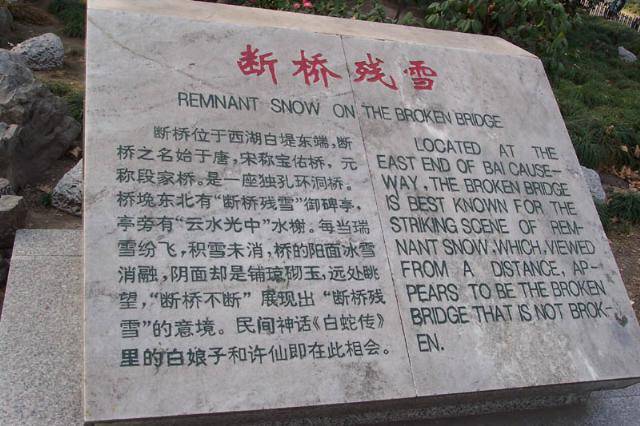 断桥残雪
REMNANT SNOW ON THE BROKEN BRIDGE
断桥位于西湖白堤东端,断
桥之名始于唐,宋称宝佑桥,元
称段家桥。是一座独孔环洞桥。
桥堍东北有“断桥残雪”御碑亭,
亭旁有“云水光中”水榭。每当瑞
雪纷飞,积雪未消,桥的阳面冰雪
消融,阴面却是铺琼砌玉,远处眺
望,“断桥不断”展现出“断桥残
雪”的意境。民间神话《白蛇传》
里的白娘子和许仙即在此相会。
LOCATED AT THE
EAST END OF BAI CAUSE-
WAY, THE BROKEN BRIDGE
IS BEST KNOWN FOR THE
STRIKING SCENE OF REM-
NANT SNOW, WHICH, VIEWED
FROM A DISTANCE, AP-
PEARS TO BE THE BROKEN
BRIDGE THAT IS NOT BROK-
EN.